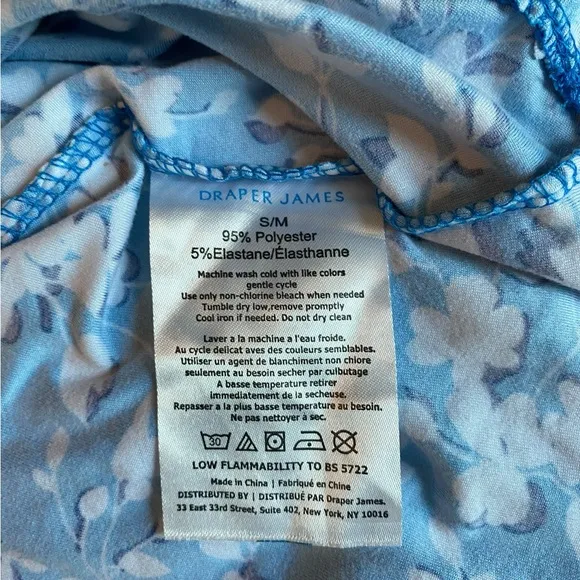 DRAPER JAMES
S/M
95% Polyester
5%Elastane/Élasthanne
Machine wash cold with like colors
gentle cycle
Use only non-chlorine bleach when needed
Tumble dry low,remove promptly
Cool iron if needed. Do not dry clean
Laver a la machine a l'eau froide.
Au cycle delicat aves des couleurs semblables.
Utiliser un agent de blanchiment non chlore
seulement au besoin secher par culbutage
A basse temperature retirer
immediatement de la secheuse.
Repasser a la plus basse temperature au besoin.
Ne pas nettoyer à sec.
30
LOW FLAMMABILITY TO BS 5722
Made in China | Fabriqué en Chine
DISTRIBUTED BY | DISTRIBUÉ PAR Draper James.
33 East 33rd Street, Suite 402, New York, NY 10016